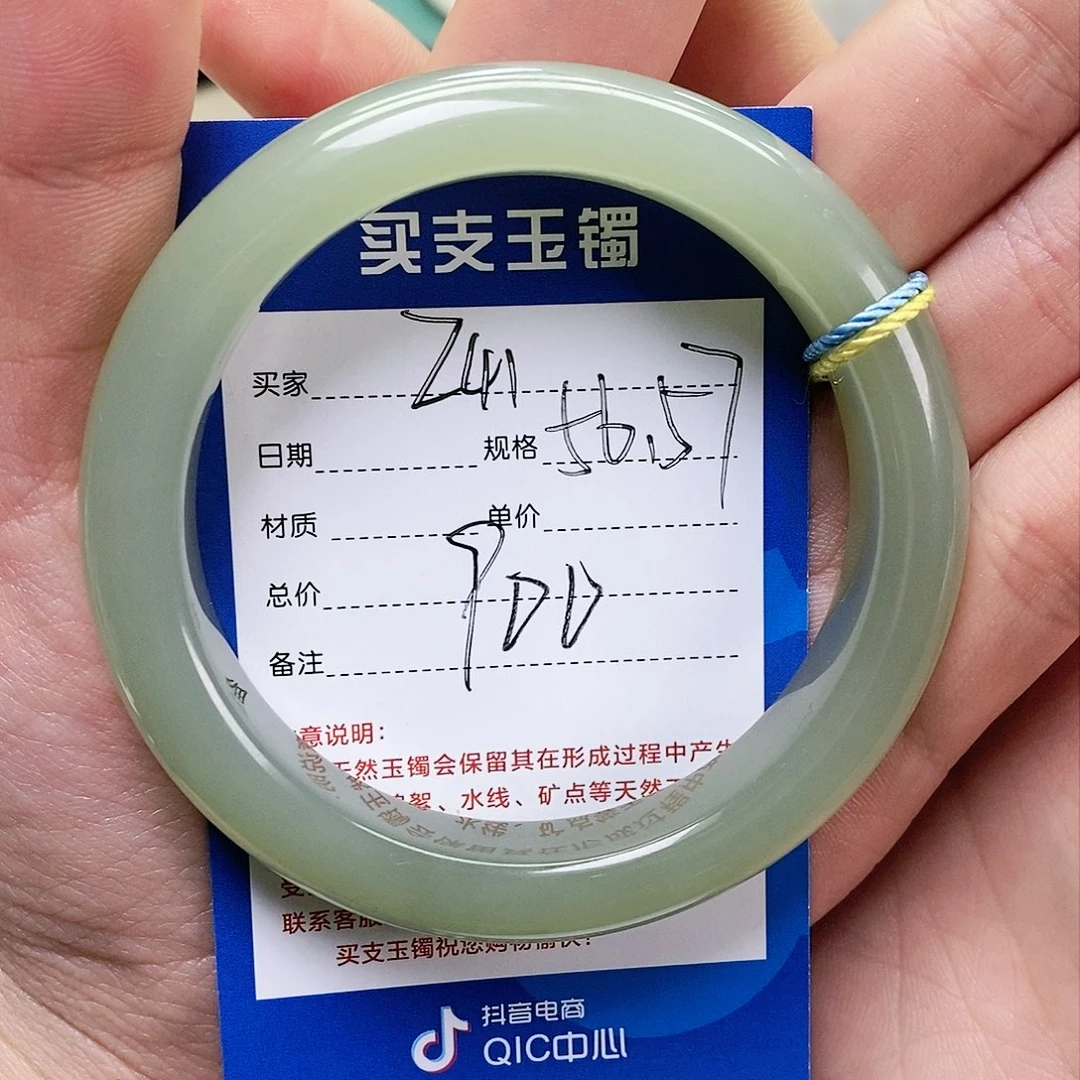 买支玉镯
买家 Z411
日期 规格 56.57
材质 单价
总价 900
备注
意说明:
天然玉镯会保留其在形成过程中产生
絮、水线、矿点等天然
联系客服
买支玉镯祝您购物愉快!
抖音电商
QIC中心